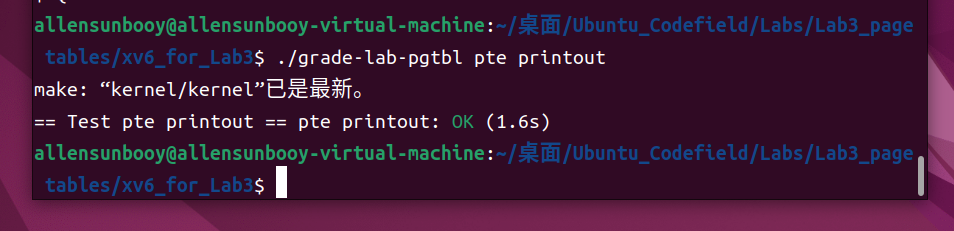 allensunbooy@allensunbooy-virtual-machine:~/桌面/Ubuntu_Codefield/Labs/Lab3_page
tables/xv6_for_Lab3$ ./grade-lab-pgtbl pte printout
make: “kernel/kernel”已是最新。
== Test pte printout == pte printout: OK (1.6s)
allensunbooy@allensunbooy-virtual-machine:~/桌面/Ubuntu_Codefield/Labs/Lab3_page
tables/xv6_for_Lab3$